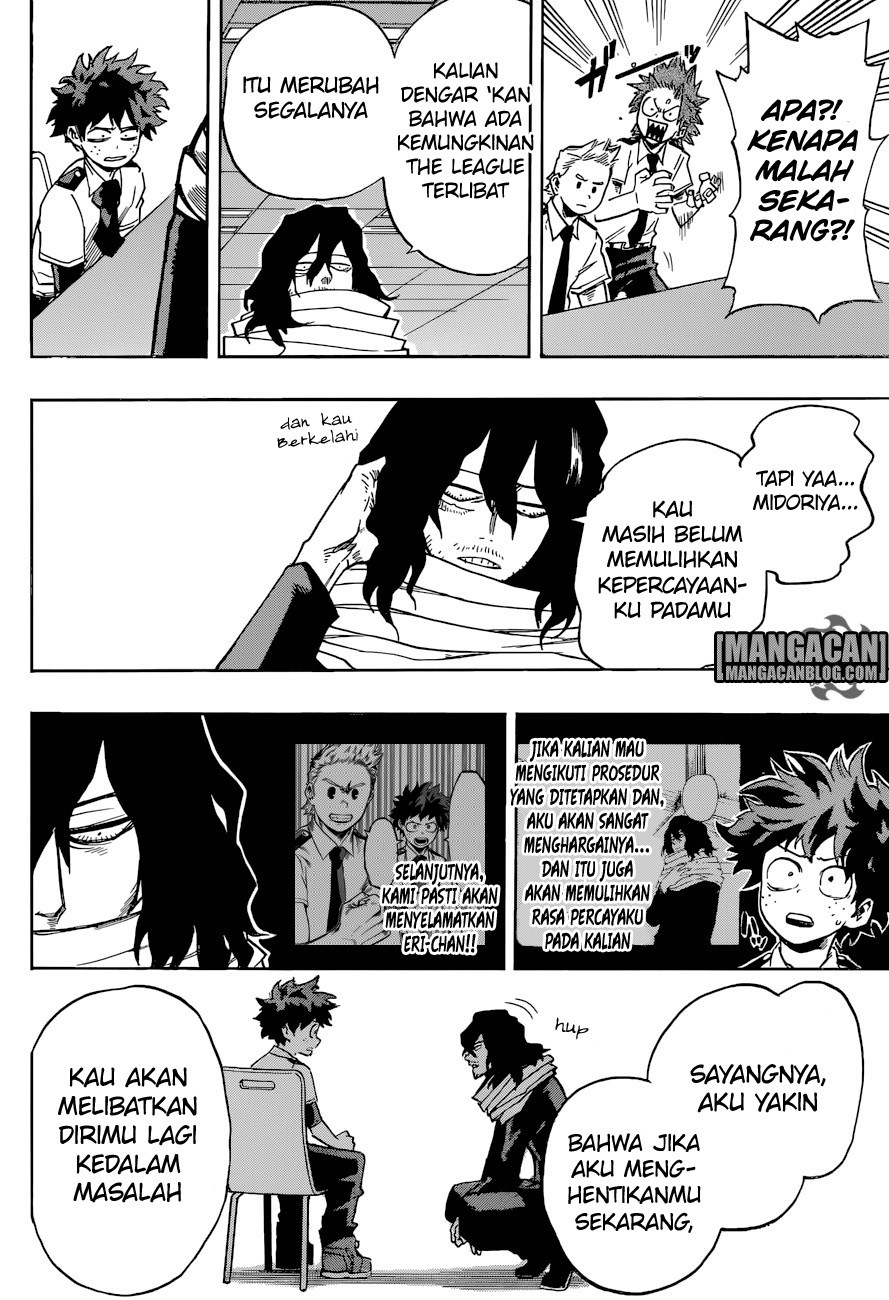 APA?!
KENAPA
MALAH
SEKA-
RANG?!
KALIAN
DENGAR 'KAN
BAHWA ADA
KEMUNGKINAN
THE LEAGUE
TERLIBAT
ITU MERUBAH
SEGALANYA
TAPI YAA...
MIDORIYA...
KAU
MASIH BELUM
MEMULIHKAN
KEPERCAYAAN-
KU PADAMU
dan kau
Berkelahi
[MANGACAN]
MANGACANBLOG.COM
JIKA KALIAN MAU
MENGIKUTI PROSEDUR
YANG DITETAPKAN DAN,
AKU AKAN SANGAT
MENGHARGAINYA...
DAN ITU JUGA
AKAN MEMULIHKAN
RASA PERCAYAKU
PADA KALIAN
SELANJUTNYA,
KAMI PASTI AKAN
MENYELAMATKAN
ERI-CHAN!!
SAYANGNYA,
AKU YAKIN
BAHWA JIKA
AKU MENG-
HENTIKANMU
SEKARANG,
hup
KAU AKAN
MELIBATKAN
DIRIMU LAGI
KEDALAM
MASALAH